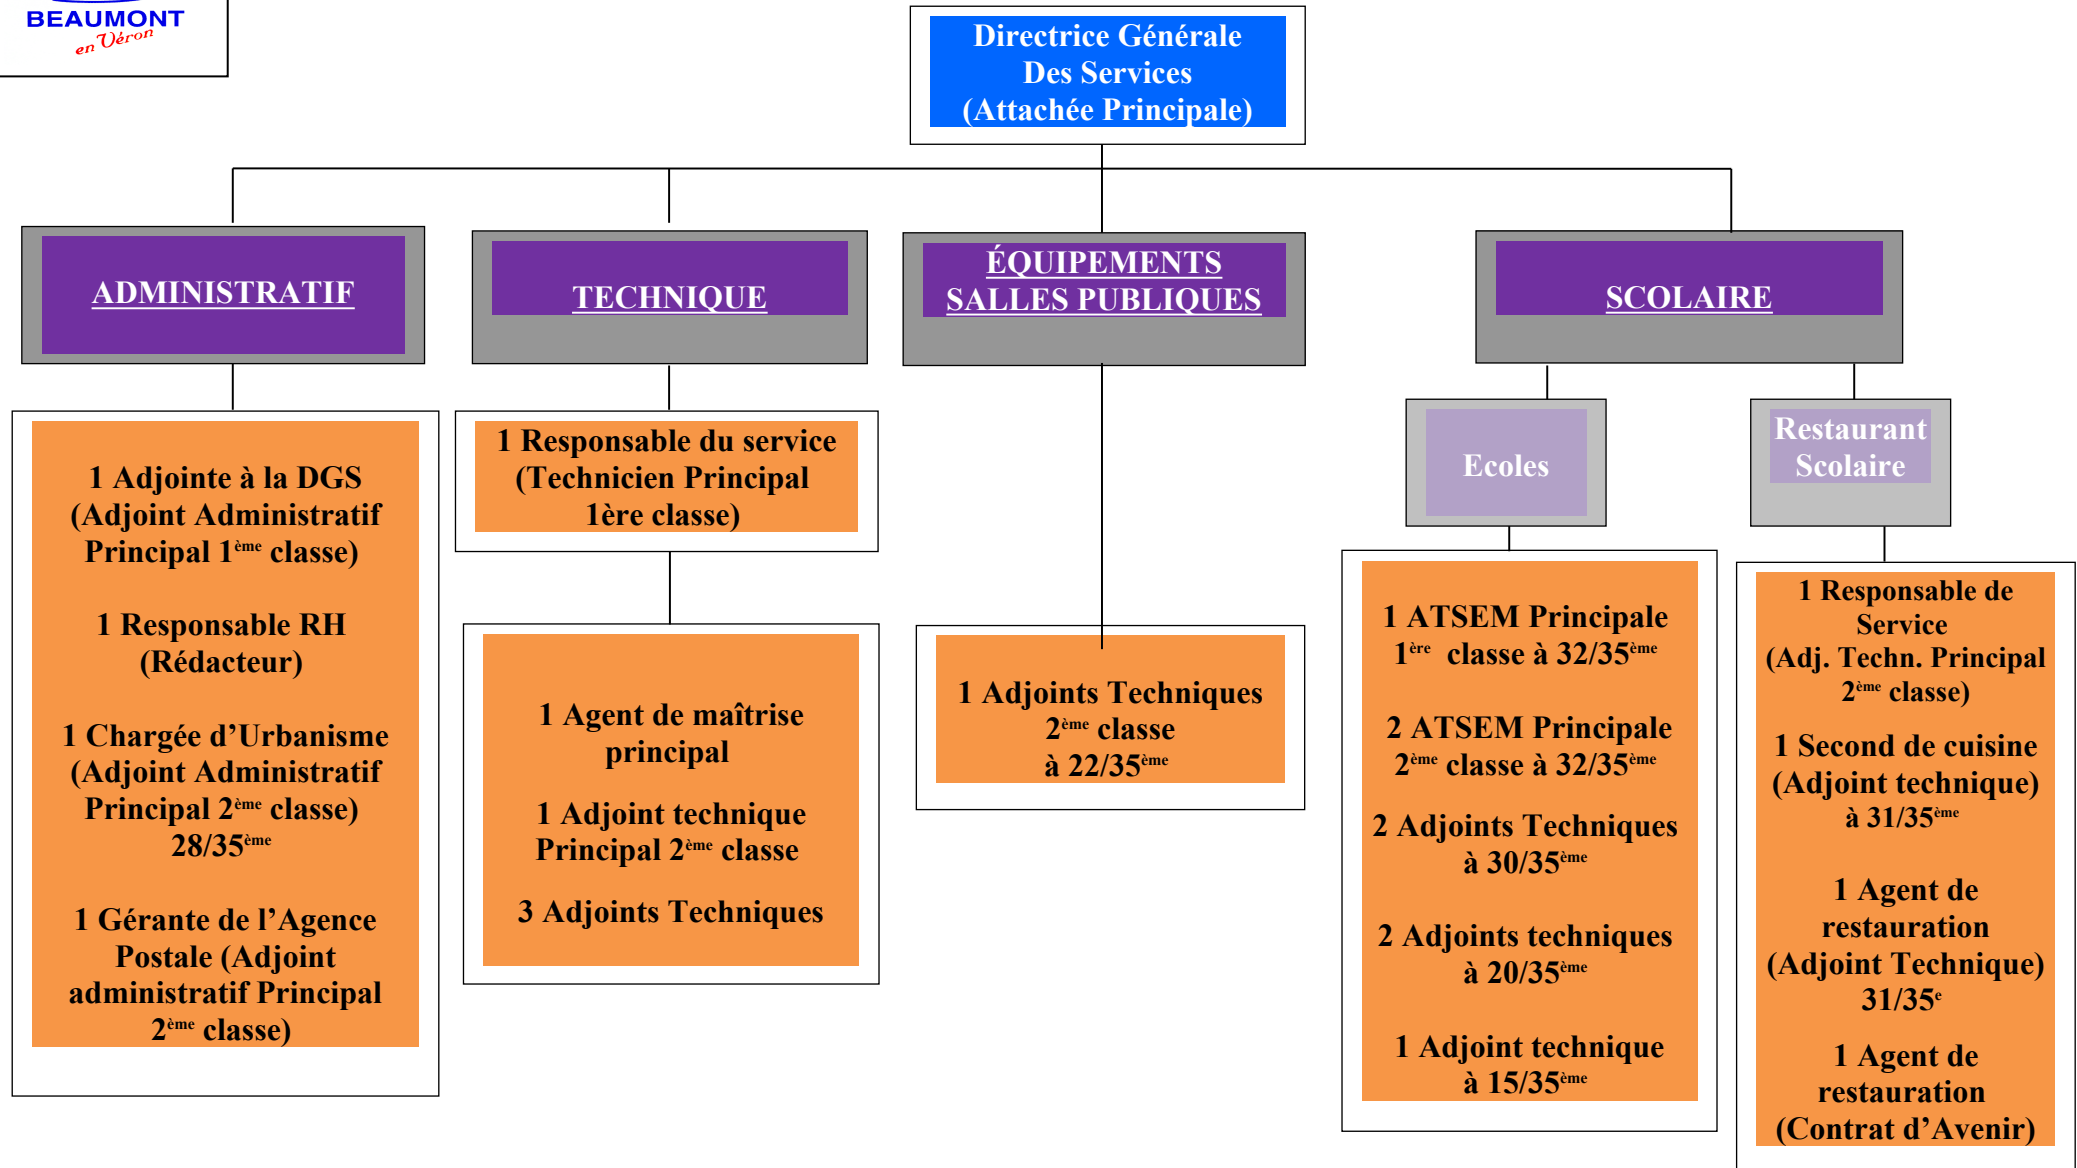 BEAUMONT
en Véron
Directrice Générale
Des Services
(Attachée Principale)
ADMINISTRATIF
TECHNIQUE
ÉQUIPEMENTS
SALLES PUBLIQUES
SCOLAIRE
Ecoles
Restaurant
Scolaire
1 Adjointe à la DGS
(Adjoint Administratif
Principal 1ème classe)
1 Responsable RH
(Rédacteur)
1 Chargée d’Urbanisme
(Adjoint Administratif
Principal 2ème classe)
28/35ème
1 Gérante de l’Agence
Postale (Adjoint
administratif Principal
2ème classe)
1 Responsable du service
(Technicien Principal
1ère classe)
1 Agent de maîtrise
principal
1 Adjoint technique
Principal 2ème classe
3 Adjoints Techniques
1 Adjoints Techniques
2ème classe
à 22/35ème
1 ATSEM Principale
1ère classe à 32/35ème
2 ATSEM Principale
2ème classe à 32/35ème
2 Adjoints Techniques
à 30/35ème
2 Adjoints techniques
à 20/35ème
1 Adjoint technique
à 15/35ème
1 Responsable de
Service
(Adj. Techn. Principal
2ème classe)
1 Second de cuisine
(Adjoint technique)
à 31/35ème
1 Agent de
restauration
(Adjoint Technique)
31/35e
1 Agent de
restauration
(Contrat d’Avenir)